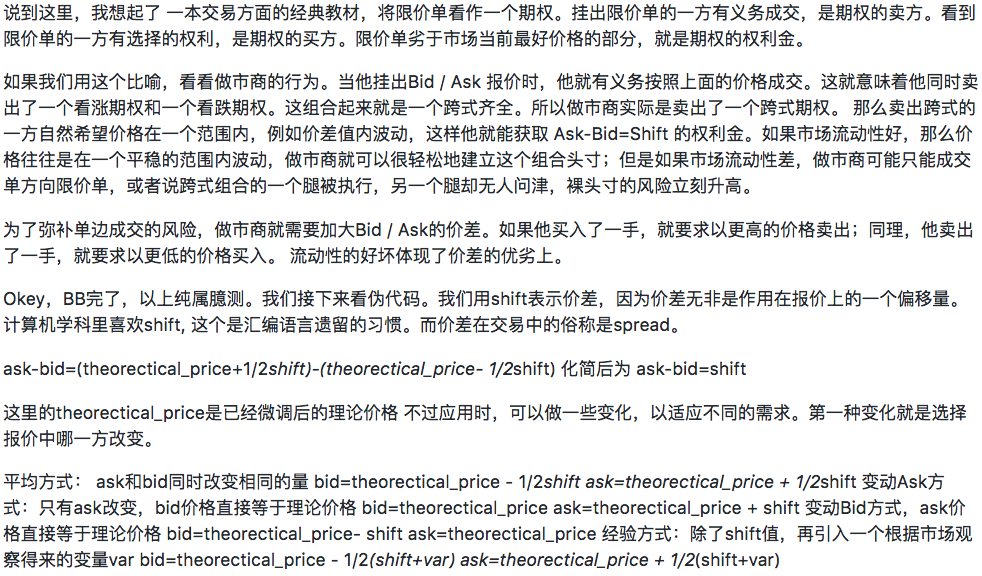 说到这里，我想起了 一本交易方面的经典教材，将限价单看作一个期权。挂出限价单的一方有义务成交，是期权的卖方。看到
限价单的一方有选择的权利，是期权的买方。限价单劣于市场当前最好价格的部分，就是期权的权利金。
如果我们用这个比喻，看看做市商的行为。当他挂出Bid / Ask 报价时，他就有义务按照上面的价格成交。这就意味着他同时卖
出了一个看涨期权和一个看跌期权。这组合起来就是一个跨式齐全。所以做市商实际是卖出了一个跨式期权。 那么卖出跨式的
一方自然希望价格在一个范围内，例如价差值内波动，这样他就能获取 Ask-Bid=Shift 的权利金。如果市场流动性好，那么价
格往往是在一个平稳的范围内波动，做市商就可以很轻松地建立这个组合头寸；但是如果市场流动性差，做市商可能只能成交
单方向限价单，或者说跨式组合的一个腿被执行，另一个腿却无人问津，裸头寸的风险立刻升高。
为了弥补单边成交的风险，做市商就需要加大Bid / Ask的价差。如果他买入了一手，就要求以更高的价格卖出；同理，他卖出
了一手，就要求以更低的价格买入。 流动性的好坏体现了价差的优劣上。
Okey，BB完了，以上纯属臆测。我们接下来看伪代码。我们用shift表示价差，因为价差无非是作用在报价上的一个偏移量。
计算机学科里喜欢shift, 这个是汇编语言遗留的习惯。而价差在交易中的俗称是spread。
ask-bid=(theorectical_price+1/2shift)-(theorectical_price- 1/2shift) 化简后为 ask-bid=shift
这里的theorectical_price是已经微调后的理论价格 不过应用时，可以做一些变化，以适应不同的需求。第一种变化就是选择
报价中哪一方改变。
平均方式： ask和bid同时改变相同的量 bid=theorectical_price - 1/2shift ask=theorectical_price + 1/2shift 变动Ask方
式：只有ask改变，bid价格直接等于理论价格 bid=theorectical_price ask=theorectical_price + shift 变动Bid方式，ask价
格直接等于理论价格 bid=theorectical_price- shift ask=theorectical_price 经验方式：除了shift值，再引入一个根据市场观
察得来的变量var bid=theorectical_price - 1/2(shift+var) ask=theorectical_price + 1/2(shift+var)